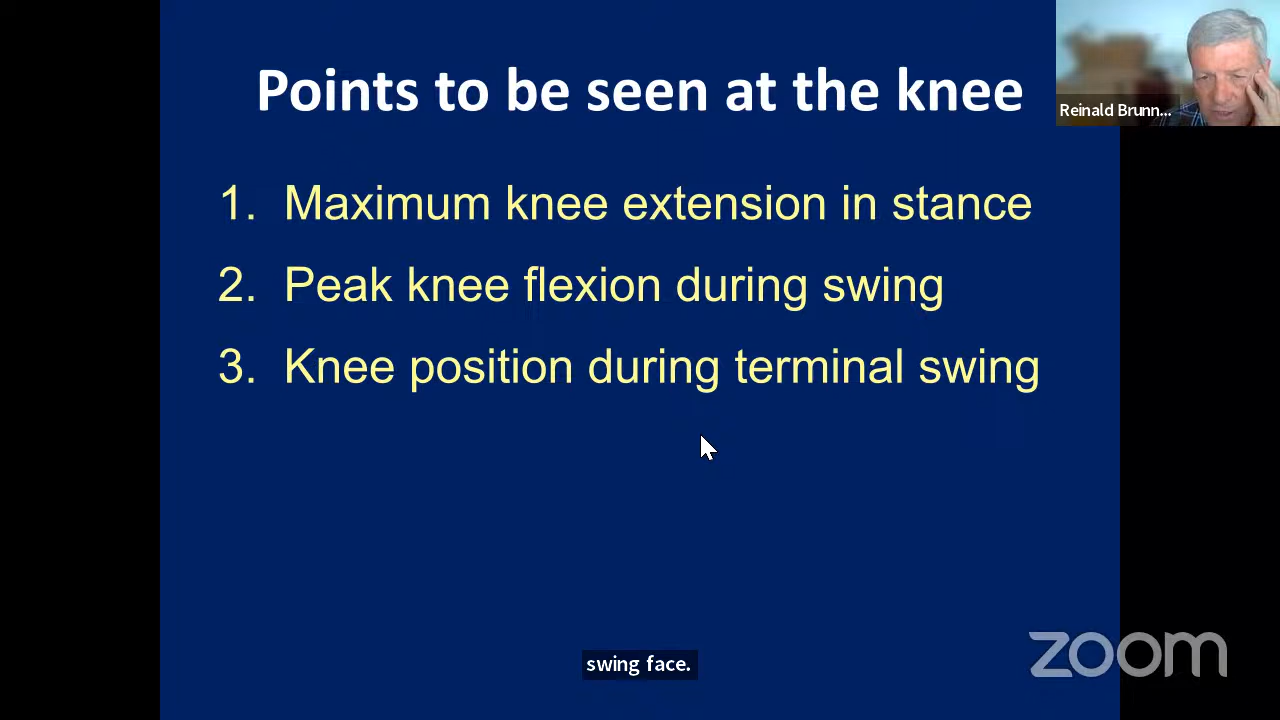 Points to be seen at the knee
Reinald Brunn...
1. Maximum knee extension in stance
2. Peak knee flexion during swing
3. Knee position during terminal swing
swing face.
zoom